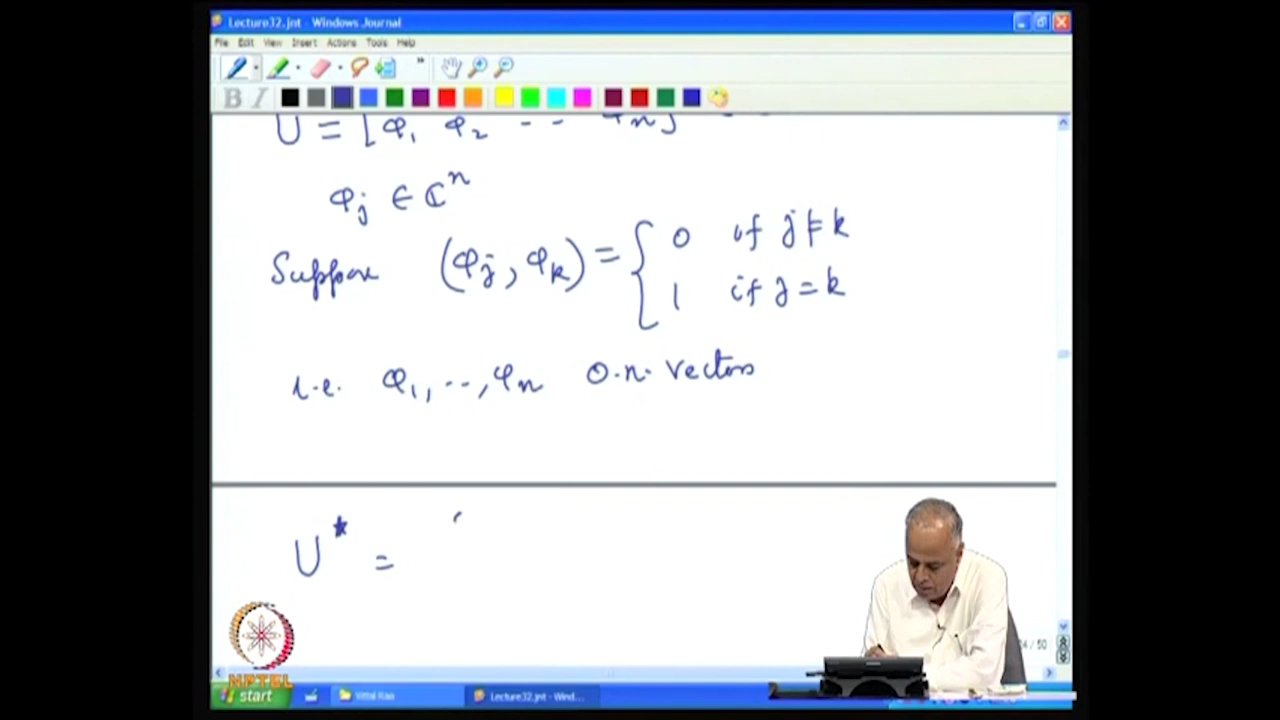 Lecture32.jnt - Windows Journal
File Edit View Insert Actions Tools Help
B I
U = [φ₁ φ₂ - - φₙ]
φⱼ ∈ ℂⁿ
Suppose (φⱼ, φₖ) = { 0 if j ≠ k
1 if j = k
i.e. φ₁, --, φₙ o.n. vectors
U* =
NPTEL
start Vittal Rao Lecture32.jnt - Wind...